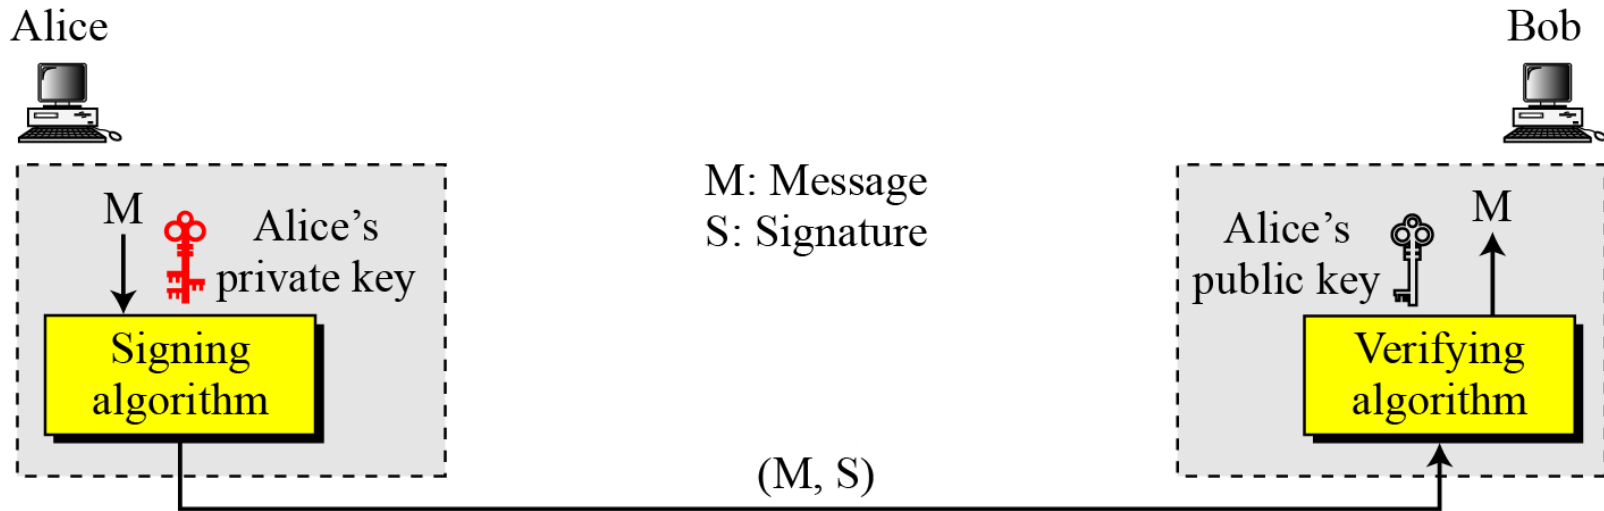 Alice
Bob
M
Alice’s
private key
Signing
algorithm
M: Message
S: Signature
(M, S)
Alice’s
public key
M
Verifying
algorithm